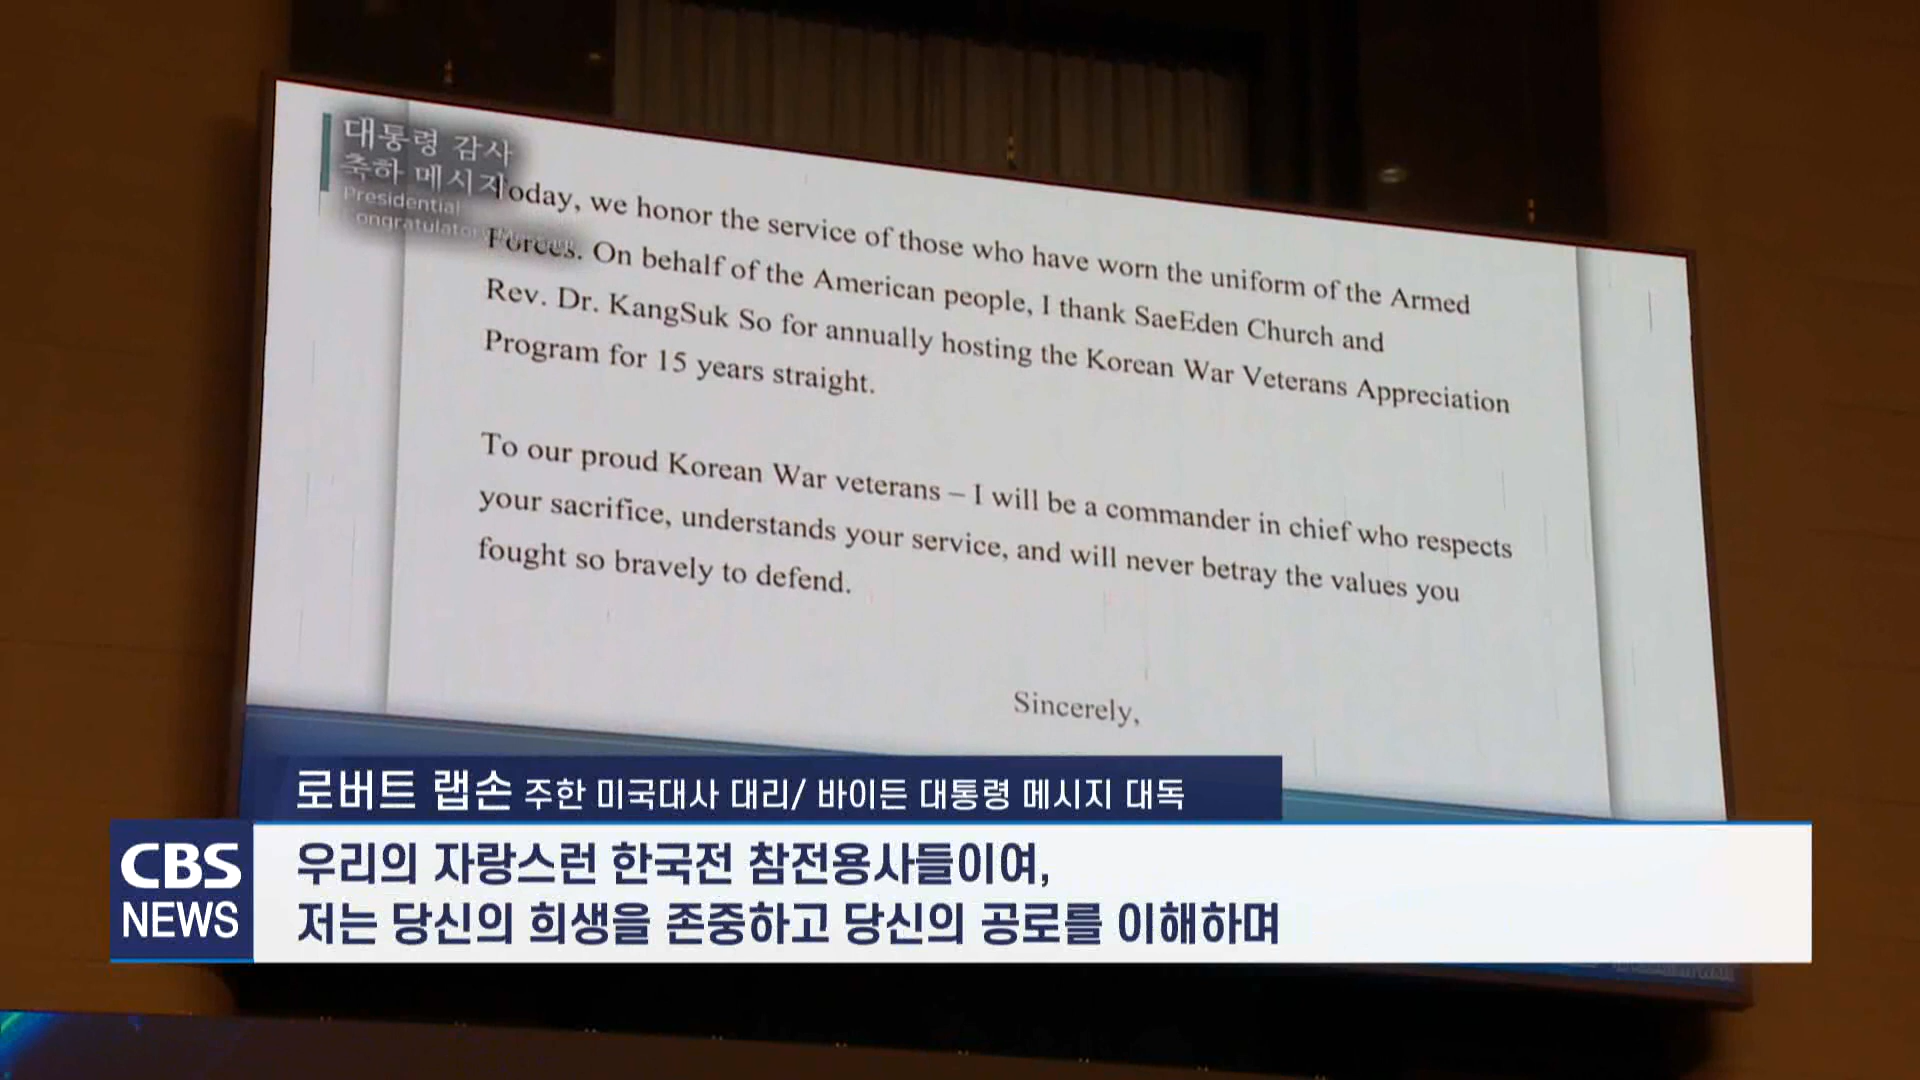 대통령 감사
축하 메시지
Presidential
Today, we honor the service of those who have worn the uniform of the Armed
Forces. On behalf of the American people, I thank SaeEden Church and
Rev. Dr. KangSuk So for annually hosting the Korean War Veterans Appreciation
Program for 15 years straight.
To our proud Korean War veterans – I will be a commander in chief who respects
your sacrifice, understands your service, and will never betray the values you
fought so bravely to defend.
Sincerely,
로버트 랩손 주한 미국대사 대리/ 바이든 대통령 메시지 대독
CBS
NEWS
우리의 자랑스런 한국전 참전용사들이여,
저는 당신의 희생을 존중하고 당신의 공로를 이해하며